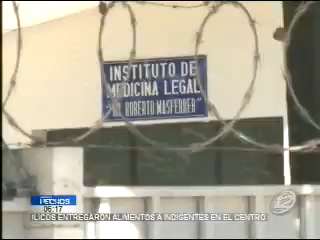 INSTITUTO DE
MEDICINA LEGAL
"DR. ROBERTO MASFERRER"
HECHOS
06:17
ILICOS ENTREGARON ALIMENTOS A INDIGENTES EN EL CENTRO
12